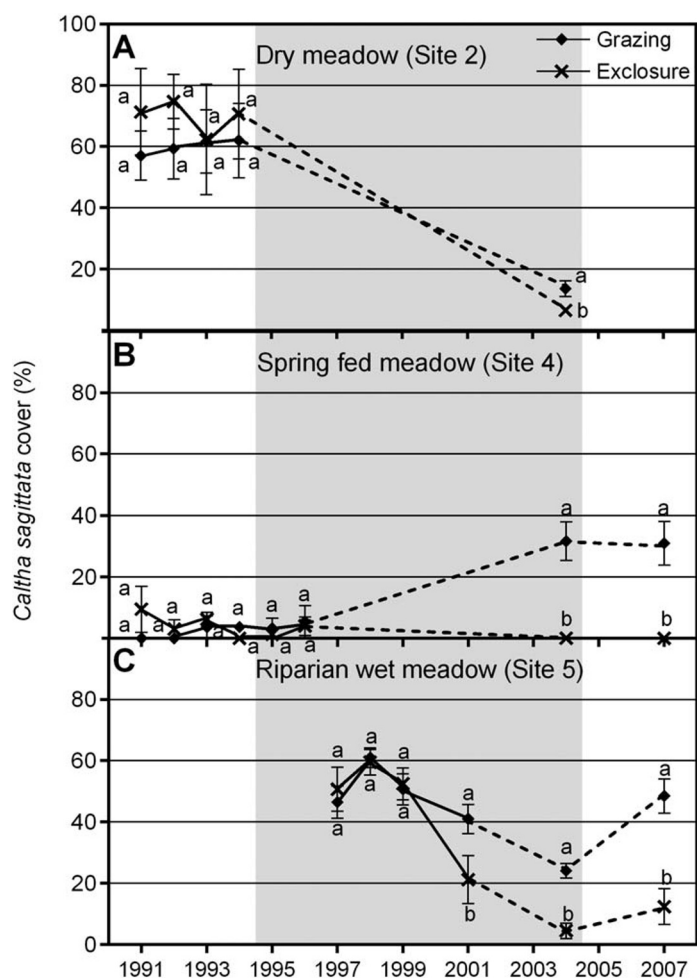 100
A
Dry meadow (Site 2)
Grazing
Exclosure
80
60
40
20
a
a
a
a
a
a
a
a
a
b
B
Spring fed meadow (Site 4)
80
60
40
20
a
a
a
a
a
a
a
a
a
a
a
a
a
b
a
b
C
Riparian wet meadow (Site 5)
80
60
40
20
0
a
a
a
a
a
a
a
b
a
b
a
b
Caltha sagittata cover (%)
1991 1993 1995 1997 1999 2001 2003 2005 2007